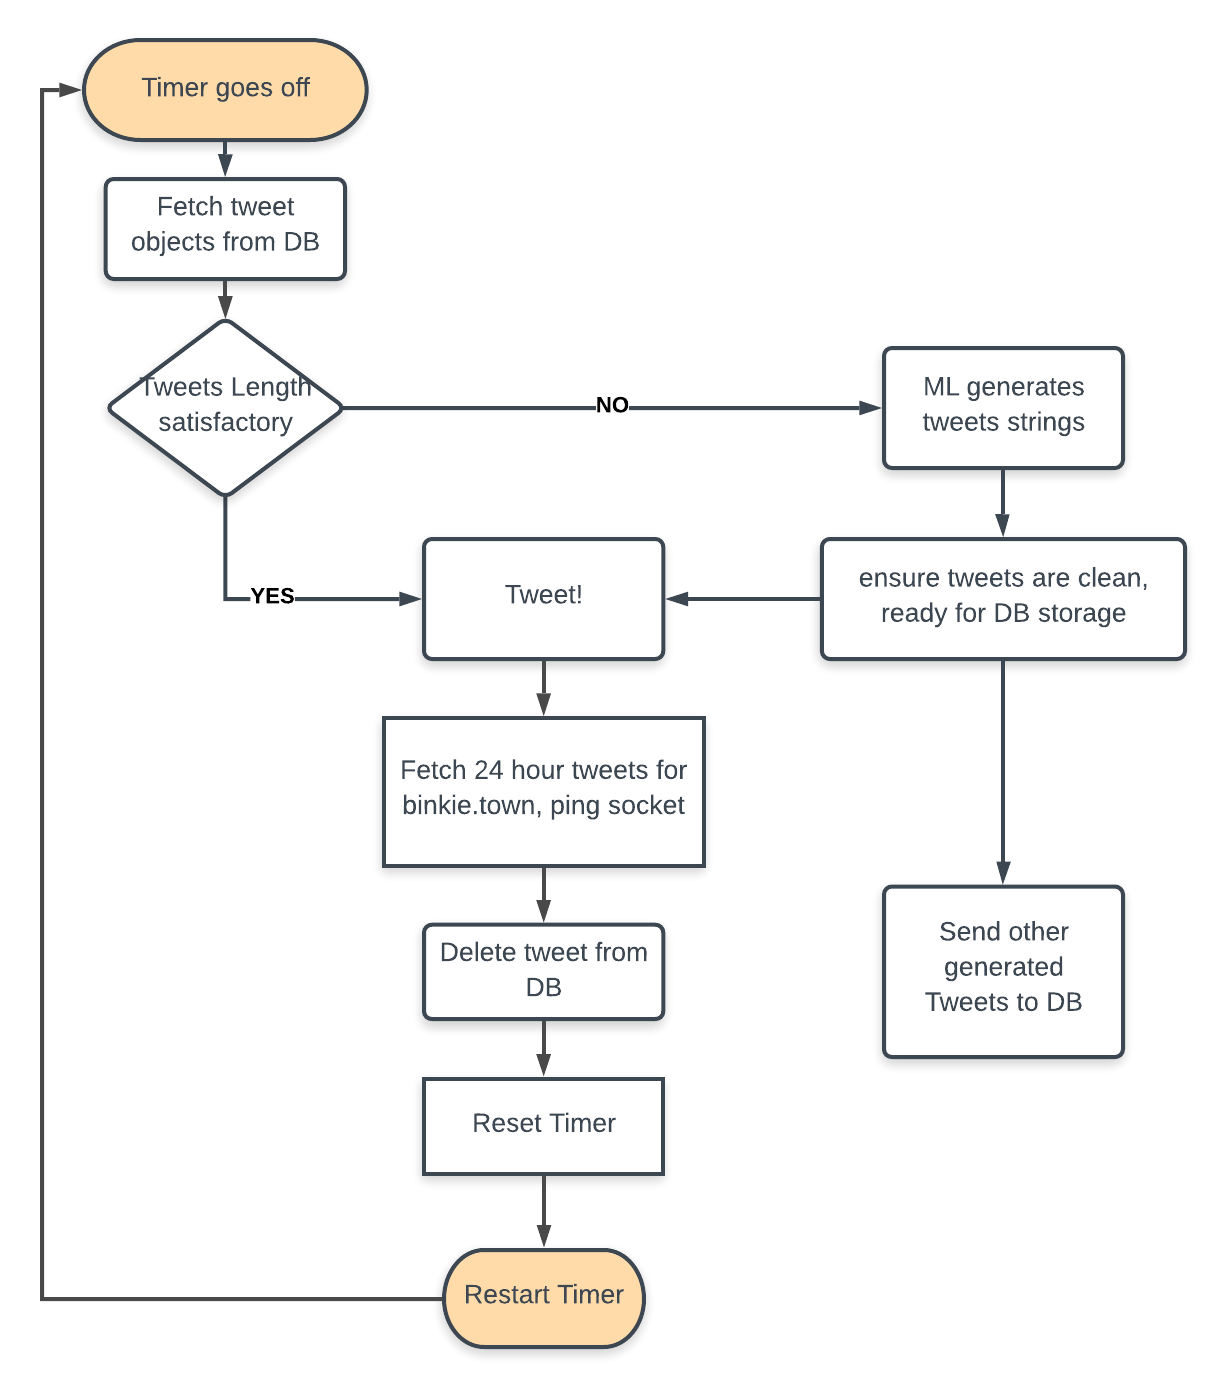 Timer goes off
Fetch tweet
objects from DB
Tweets Length
satisfactory
NO
ML generates
tweets strings
YES
Tweet!
ensure tweets are clean,
ready for DB storage
Fetch 24 hour tweets for
binkie.town, ping socket
Delete tweet from
DB
Send other
generated
Tweets to DB
Reset Timer
Restart Timer